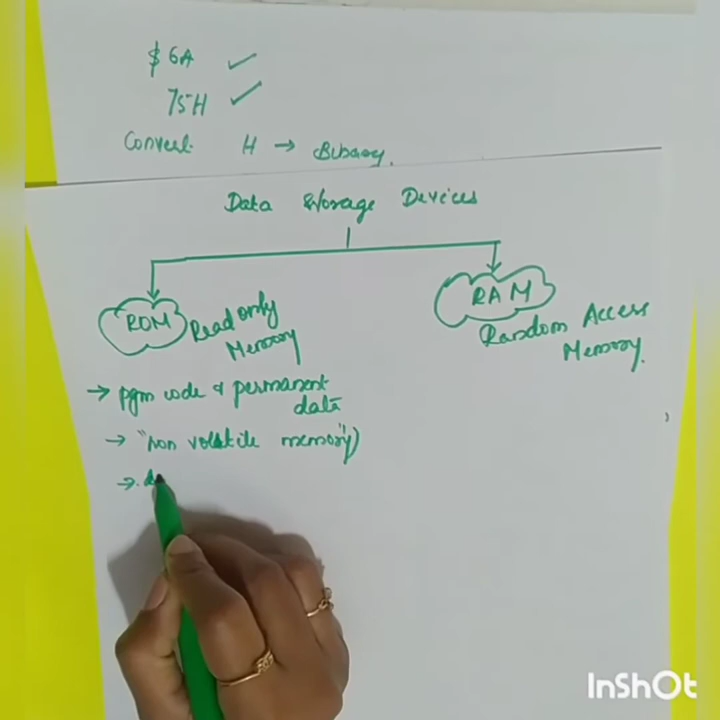 $ 6A
75H
Convert H → Bibary.
Data Storage Devices
ROM
Read only
Memory
RAM
Random Access
Memory.
→ pgm code & permanent
data
→ "non volatile memory")
→.
InShOt